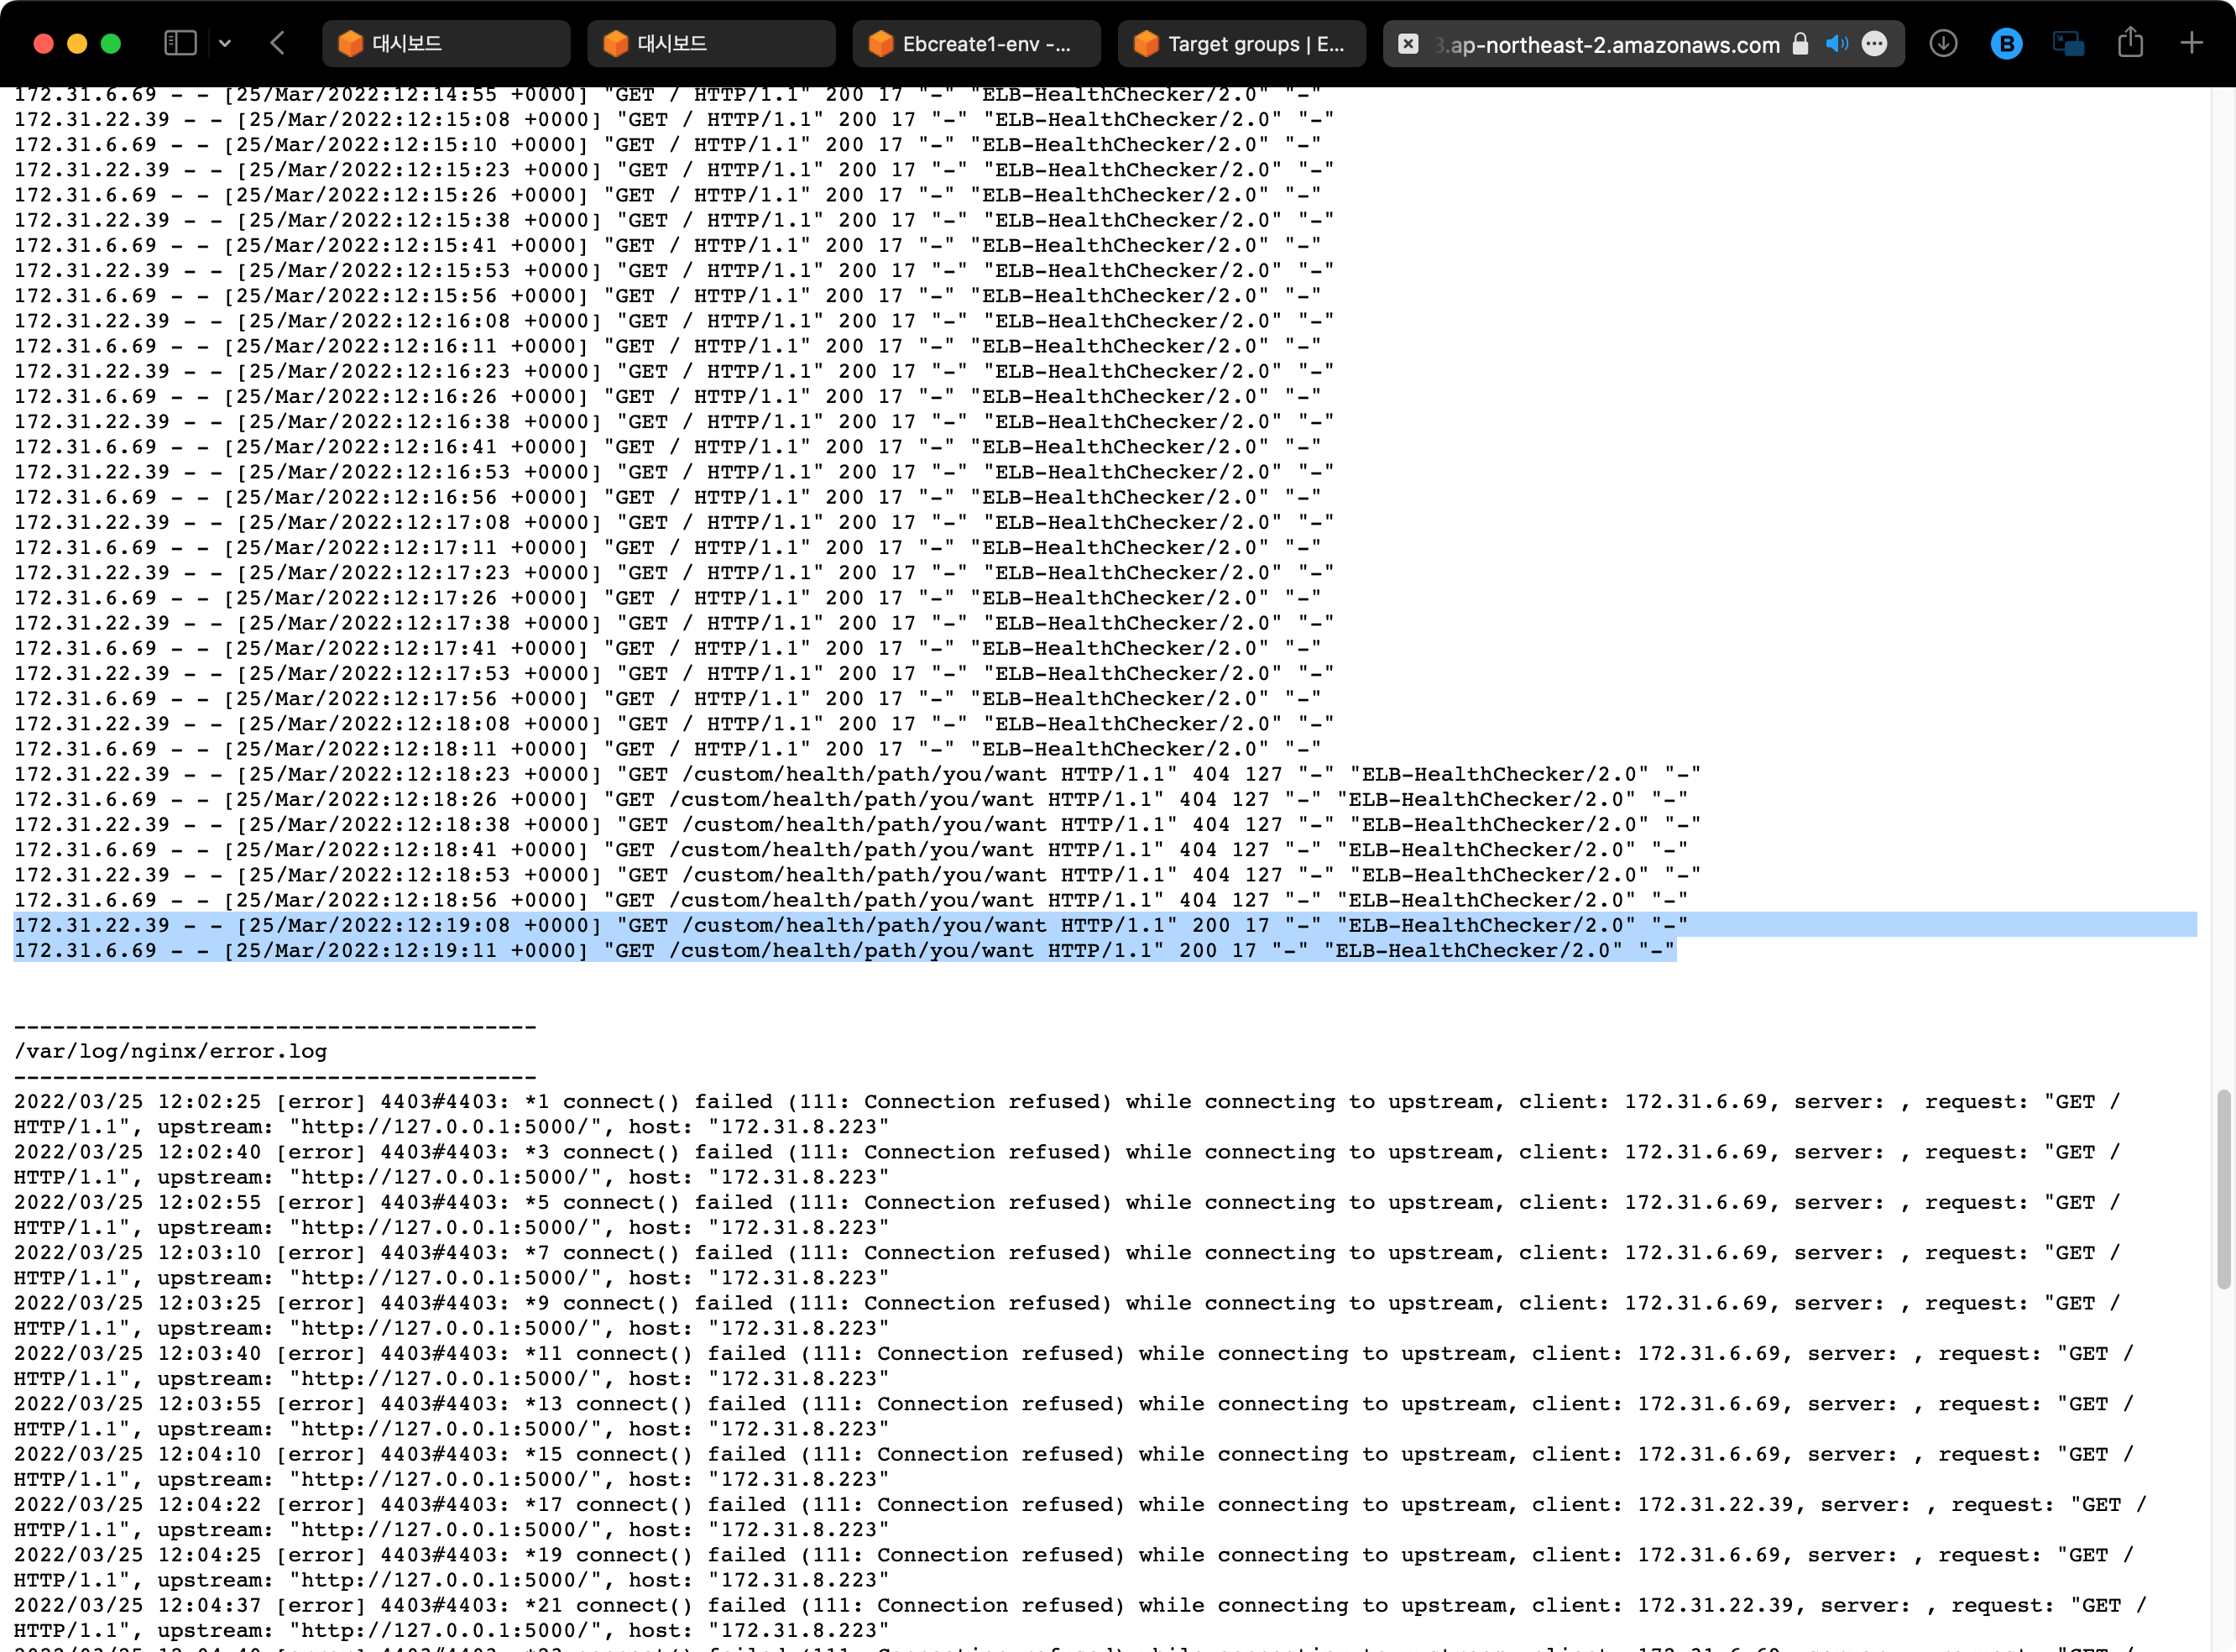 대시보드
대시보드
Ebcreate1-env -...
Target groups | E...
3.ap-northeast-2.amazonaws.com
B
172.31.6.69 - - [25/Mar/2022:12:14:55 +0000] "GET / HTTP/1.1" 200 17 "-" "ELB-HealthChecker/2.0" "-"
172.31.22.39 - - [25/Mar/2022:12:15:08 +0000] "GET / HTTP/1.1" 200 17 "-" "ELB-HealthChecker/2.0" "-"
172.31.6.69 - - [25/Mar/2022:12:15:10 +0000] "GET / HTTP/1.1" 200 17 "-" "ELB-HealthChecker/2.0" "-"
172.31.22.39 - - [25/Mar/2022:12:15:23 +0000] "GET / HTTP/1.1" 200 17 "-" "ELB-HealthChecker/2.0" "-"
172.31.6.69 - - [25/Mar/2022:12:15:26 +0000] "GET / HTTP/1.1" 200 17 "-" "ELB-HealthChecker/2.0" "-"
172.31.22.39 - - [25/Mar/2022:12:15:38 +0000] "GET / HTTP/1.1" 200 17 "-" "ELB-HealthChecker/2.0" "-"
172.31.6.69 - - [25/Mar/2022:12:15:41 +0000] "GET / HTTP/1.1" 200 17 "-" "ELB-HealthChecker/2.0" "-"
172.31.22.39 - - [25/Mar/2022:12:15:53 +0000] "GET / HTTP/1.1" 200 17 "-" "ELB-HealthChecker/2.0" "-"
172.31.6.69 - - [25/Mar/2022:12:15:56 +0000] "GET / HTTP/1.1" 200 17 "-" "ELB-HealthChecker/2.0" "-"
172.31.22.39 - - [25/Mar/2022:12:16:08 +0000] "GET / HTTP/1.1" 200 17 "-" "ELB-HealthChecker/2.0" "-"
172.31.6.69 - - [25/Mar/2022:12:16:11 +0000] "GET / HTTP/1.1" 200 17 "-" "ELB-HealthChecker/2.0" "-"
172.31.22.39 - - [25/Mar/2022:12:16:23 +0000] "GET / HTTP/1.1" 200 17 "-" "ELB-HealthChecker/2.0" "-"
172.31.6.69 - - [25/Mar/2022:12:16:26 +0000] "GET / HTTP/1.1" 200 17 "-" "ELB-HealthChecker/2.0" "-"
172.31.22.39 - - [25/Mar/2022:12:16:38 +0000] "GET / HTTP/1.1" 200 17 "-" "ELB-HealthChecker/2.0" "-"
172.31.6.69 - - [25/Mar/2022:12:16:41 +0000] "GET / HTTP/1.1" 200 17 "-" "ELB-HealthChecker/2.0" "-"
172.31.22.39 - - [25/Mar/2022:12:16:53 +0000] "GET / HTTP/1.1" 200 17 "-" "ELB-HealthChecker/2.0" "-"
172.31.6.69 - - [25/Mar/2022:12:16:56 +0000] "GET / HTTP/1.1" 200 17 "-" "ELB-HealthChecker/2.0" "-"
172.31.22.39 - - [25/Mar/2022:12:17:08 +0000] "GET / HTTP/1.1" 200 17 "-" "ELB-HealthChecker/2.0" "-"
172.31.6.69 - - [25/Mar/2022:12:17:11 +0000] "GET / HTTP/1.1" 200 17 "-" "ELB-HealthChecker/2.0" "-"
172.31.22.39 - - [25/Mar/2022:12:17:23 +0000] "GET / HTTP/1.1" 200 17 "-" "ELB-HealthChecker/2.0" "-"
172.31.6.69 - - [25/Mar/2022:12:17:26 +0000] "GET / HTTP/1.1" 200 17 "-" "ELB-HealthChecker/2.0" "-"
172.31.22.39 - - [25/Mar/2022:12:17:38 +0000] "GET / HTTP/1.1" 200 17 "-" "ELB-HealthChecker/2.0" "-"
172.31.6.69 - - [25/Mar/2022:12:17:41 +0000] "GET / HTTP/1.1" 200 17 "-" "ELB-HealthChecker/2.0" "-"
172.31.22.39 - - [25/Mar/2022:12:17:53 +0000] "GET / HTTP/1.1" 200 17 "-" "ELB-HealthChecker/2.0" "-"
172.31.6.69 - - [25/Mar/2022:12:17:56 +0000] "GET / HTTP/1.1" 200 17 "-" "ELB-HealthChecker/2.0" "-"
172.31.22.39 - - [25/Mar/2022:12:18:08 +0000] "GET / HTTP/1.1" 200 17 "-" "ELB-HealthChecker/2.0" "-"
172.31.6.69 - - [25/Mar/2022:12:18:11 +0000] "GET / HTTP/1.1" 200 17 "-" "ELB-HealthChecker/2.0" "-"
172.31.22.39 - - [25/Mar/2022:12:18:23 +0000] "GET /custom/health/path/you/want HTTP/1.1" 404 127 "-" "ELB-HealthChecker/2.0" "-"
172.31.6.69 - - [25/Mar/2022:12:18:26 +0000] "GET /custom/health/path/you/want HTTP/1.1" 404 127 "-" "ELB-HealthChecker/2.0" "-"
172.31.22.39 - - [25/Mar/2022:12:18:38 +0000] "GET /custom/health/path/you/want HTTP/1.1" 404 127 "-" "ELB-HealthChecker/2.0" "-"
172.31.6.69 - - [25/Mar/2022:12:18:41 +0000] "GET /custom/health/path/you/want HTTP/1.1" 404 127 "-" "ELB-HealthChecker/2.0" "-"
172.31.22.39 - - [25/Mar/2022:12:18:53 +0000] "GET /custom/health/path/you/want HTTP/1.1" 404 127 "-" "ELB-HealthChecker/2.0" "-"
172.31.6.69 - - [25/Mar/2022:12:18:56 +0000] "GET /custom/health/path/you/want HTTP/1.1" 404 127 "-" "ELB-HealthChecker/2.0" "-"
172.31.22.39 - - [25/Mar/2022:12:19:08 +0000] "GET /custom/health/path/you/want HTTP/1.1" 200 17 "-" "ELB-HealthChecker/2.0" "-"
172.31.6.69 - - [25/Mar/2022:12:19:11 +0000] "GET /custom/health/path/you/want HTTP/1.1" 200 17 "-" "ELB-HealthChecker/2.0" "-"
----------------------------------------
/var/log/nginx/error.log
----------------------------------------
2022/03/25 12:02:25 [error] 4403#4403: *1 connect() failed (111: Connection refused) while connecting to upstream, client: 172.31.6.69, server: , request: "GET /
HTTP/1.1", upstream: "http://127.0.0.1:5000/", host: "172.31.8.223"
2022/03/25 12:02:40 [error] 4403#4403: *3 connect() failed (111: Connection refused) while connecting to upstream, client: 172.31.6.69, server: , request: "GET /
HTTP/1.1", upstream: "http://127.0.0.1:5000/", host: "172.31.8.223"
2022/03/25 12:02:55 [error] 4403#4403: *5 connect() failed (111: Connection refused) while connecting to upstream, client: 172.31.6.69, server: , request: "GET /
HTTP/1.1", upstream: "http://127.0.0.1:5000/", host: "172.31.8.223"
2022/03/25 12:03:10 [error] 4403#4403: *7 connect() failed (111: Connection refused) while connecting to upstream, client: 172.31.6.69, server: , request: "GET /
HTTP/1.1", upstream: "http://127.0.0.1:5000/", host: "172.31.8.223"
2022/03/25 12:03:25 [error] 4403#4403: *9 connect() failed (111: Connection refused) while connecting to upstream, client: 172.31.6.69, server: , request: "GET /
HTTP/1.1", upstream: "http://127.0.0.1:5000/", host: "172.31.8.223"
2022/03/25 12:03:40 [error] 4403#4403: *11 connect() failed (111: Connection refused) while connecting to upstream, client: 172.31.6.69, server: , request: "GET /
HTTP/1.1", upstream: "http://127.0.0.1:5000/", host: "172.31.8.223"
2022/03/25 12:03:55 [error] 4403#4403: *13 connect() failed (111: Connection refused) while connecting to upstream, client: 172.31.6.69, server: , request: "GET /
HTTP/1.1", upstream: "http://127.0.0.1:5000/", host: "172.31.8.223"
2022/03/25 12:04:10 [error] 4403#4403: *15 connect() failed (111: Connection refused) while connecting to upstream, client: 172.31.6.69, server: , request: "GET /
HTTP/1.1", upstream: "http://127.0.0.1:5000/", host: "172.31.8.223"
2022/03/25 12:04:22 [error] 4403#4403: *17 connect() failed (111: Connection refused) while connecting to upstream, client: 172.31.22.39, server: , request: "GET /
HTTP/1.1", upstream: "http://127.0.0.1:5000/", host: "172.31.8.223"
2022/03/25 12:04:25 [error] 4403#4403: *19 connect() failed (111: Connection refused) while connecting to upstream, client: 172.31.6.69, server: , request: "GET /
HTTP/1.1", upstream: "http://127.0.0.1:5000/", host: "172.31.8.223"
2022/03/25 12:04:37 [error] 4403#4403: *21 connect() failed (111: Connection refused) while connecting to upstream, client: 172.31.22.39, server: , request: "GET /
HTTP/1.1", upstream: "http://127.0.0.1:5000/", host: "172.31.8.223"